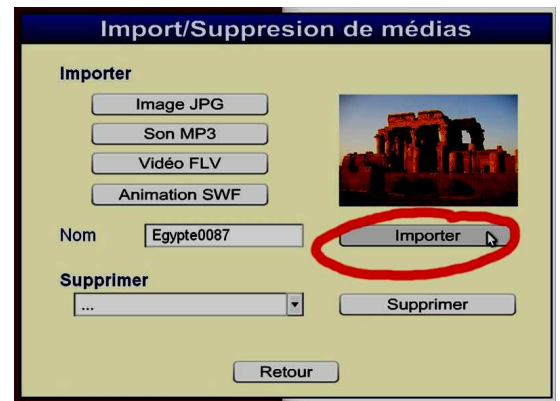 Import/Suppresion de médias
Importer
Image JPG
Son MP3
Vidéo FLV
Animation SWF
Nom Egypte0087 Importer
Supprimer
... Supprimer
Retour